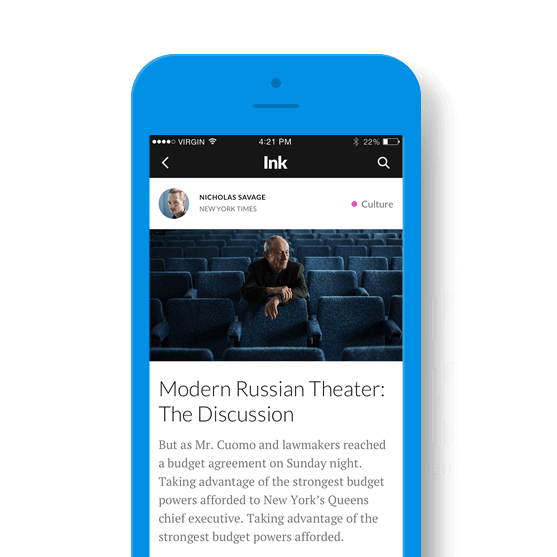 VIRGIN 4:21 PM 22%
Ink
NICHOLAS SAVAGE
NEW YORK TIMES
Culture
Modern Russian Theater:
The Discussion
But as Mr. Cuomo and lawmakers reached
a budget agreement on Sunday night.
Taking advantage of the strongest budget
powers afforded to New York’s Queens
chief executive. Taking advantage of the
strongest budget powers afforded.